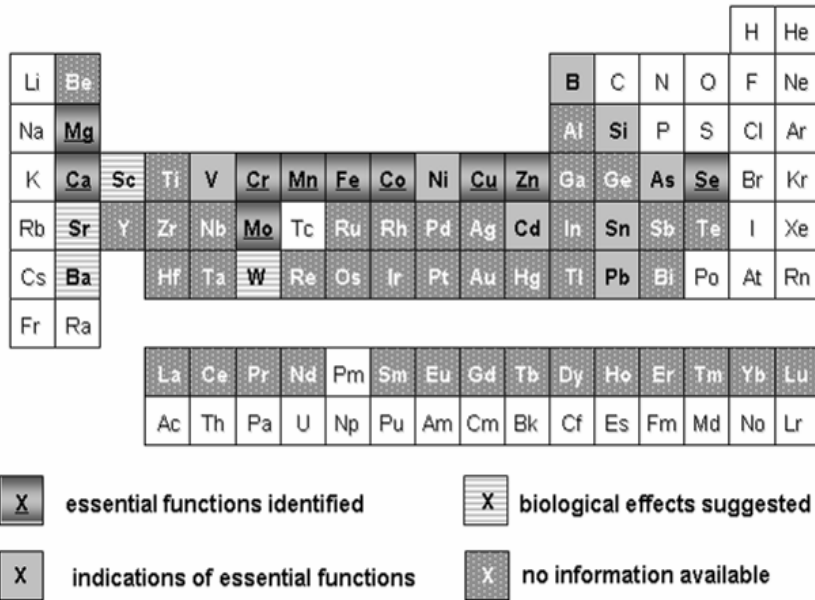 H He
Li Be B C N O F Ne
Na Mg Al Si P S Cl Ar
K Ca Sc Ti V Cr Mn Fe Co Ni Cu Zn Ga Ge As Se Br Kr
Rb Sr Y Zr Nb Mo Tc Ru Rh Pd Ag Cd In Sn Sb Te I Xe
Cs Ba Hf Ta W Re Os Ir Pt Au Hg Tl Pb Bi Po At Rn
Fr Ra
La Ce Pr Nd Pm Sm Eu Gd Tb Dy Ho Er Tm Yb Lu
Ac Th Pa U Np Pu Am Cm Bk Cf Es Fm Md No Lr
X essential functions identified X biological effects suggested
X indications of essential functions X no information available